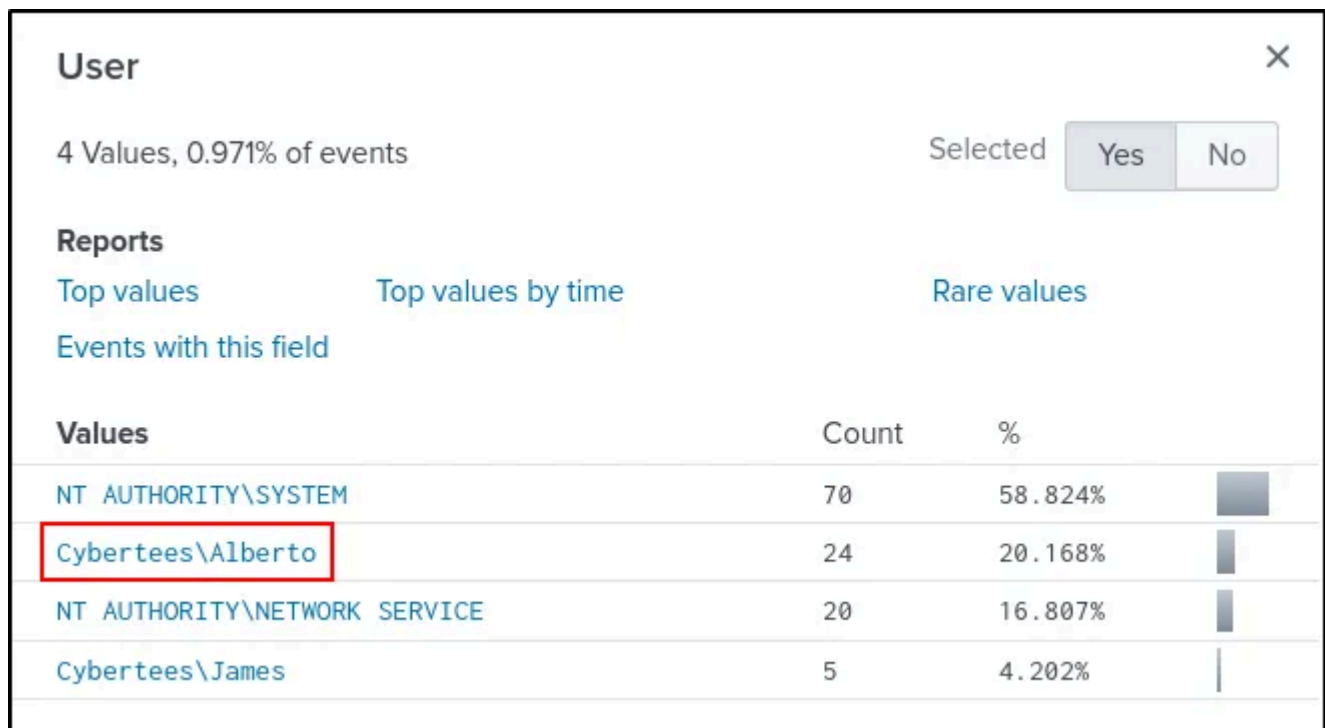 User
4 Values, 0.971% of events Selected Yes No
Reports
Top values Top values by time Rare values
Events with this field
Values Count %
NT AUTHORITY\SYSTEM 70 58.824%
Cybertees\Alberto 24 20.168%
NT AUTHORITY\NETWORK SERVICE 20 16.807%
Cybertees\James 5 4.202%